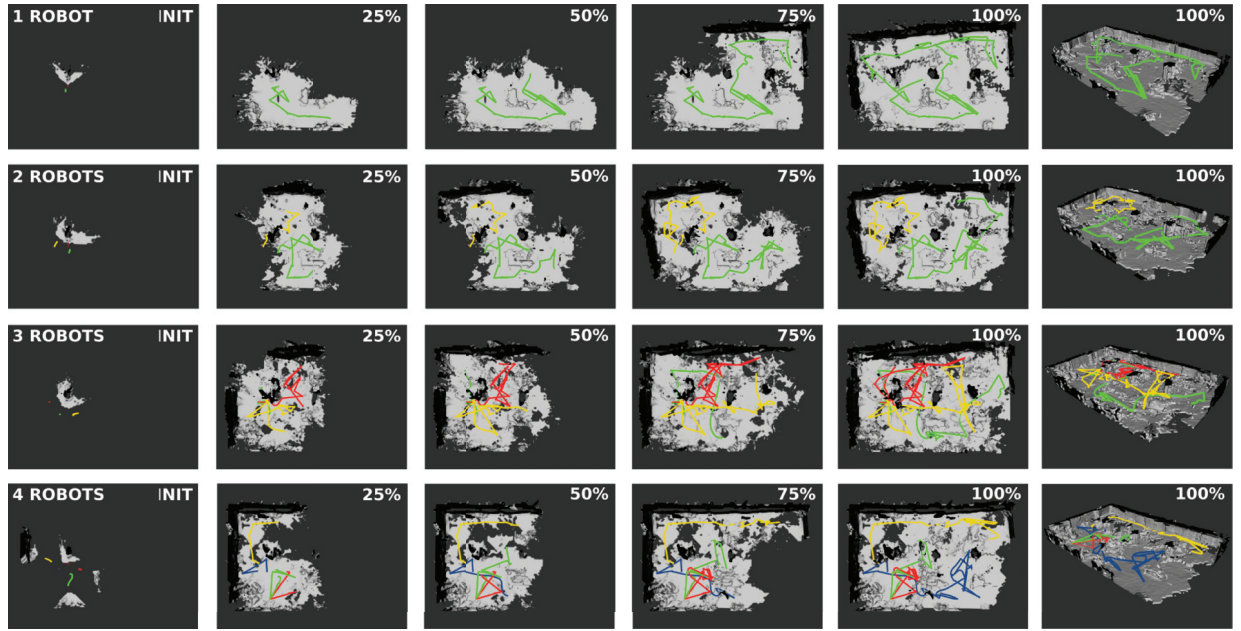 1 ROBOT INIT 25% 50% 75% 100% 100%
2 ROBOTS INIT 25% 50% 75% 100% 100%
3 ROBOTS INIT 25% 50% 75% 100% 100%
4 ROBOTS INIT 25% 50% 75% 100% 100%